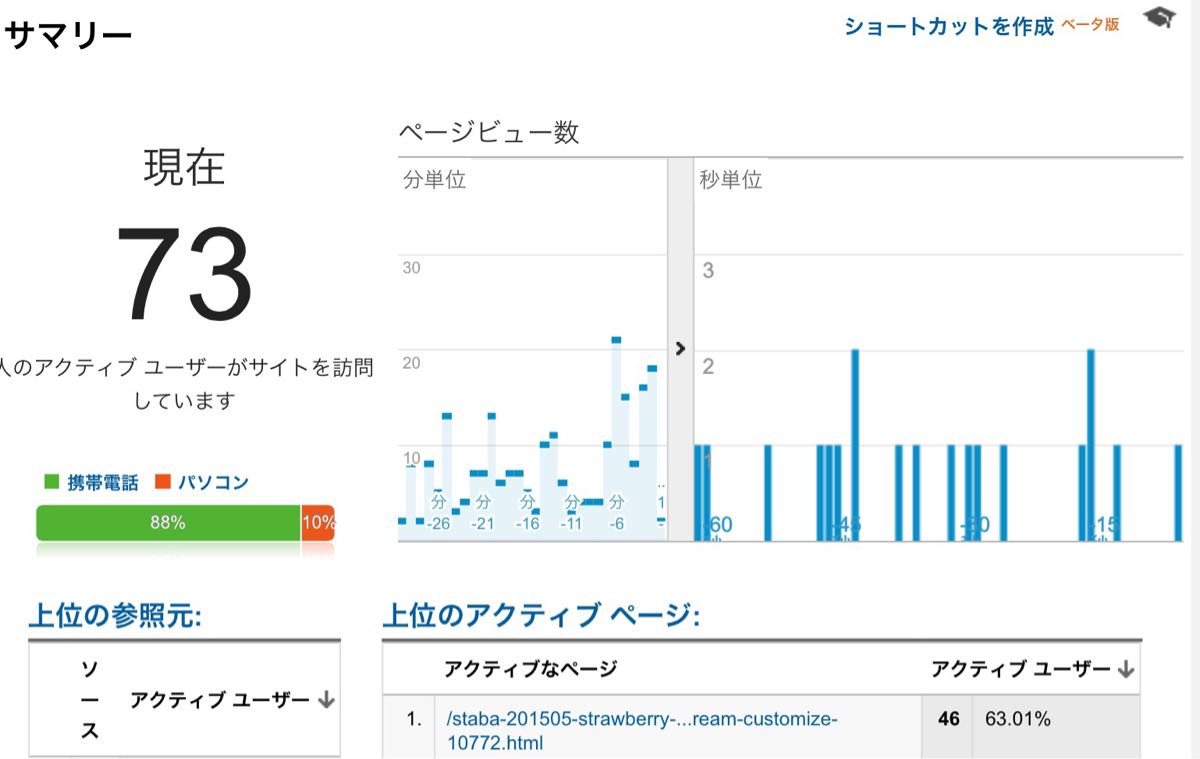 サマリー
ショートカットを作成 ベータ版
現在
73
人のアクティブ ユーザーがサイトを訪問
しています
携帯電話 パソコン
88% 10%
ページビュー数
分単位
30
20
10
分 分 分 分 分
-26 -21 -16 -11 -6
秒単位
3
2
1
-60 -45 -30 -15
上位の参照元:
ソース
アクティブ ユーザー
上位のアクティブ ページ:
アクティブなページ アクティブ ユーザー
1. /staba-201505-strawberry-...ream-customize-
10772.html
46 63.01%